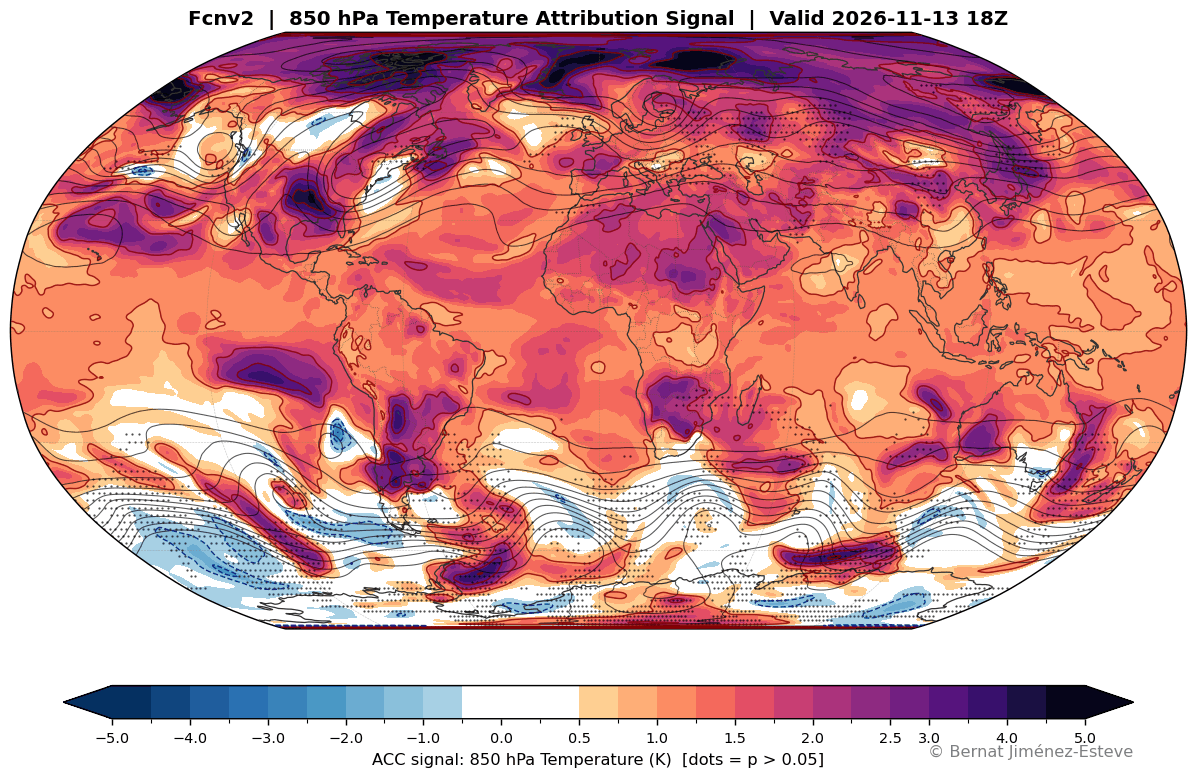 Fcnv2 | 850 hPa Temperature Attribution Signal | Valid 2026-11-13 18Z
−5.0 −4.0 −3.0 −2.0 −1.0 0.0 0.5 1.0 1.5 2.0 2.5 3.0 4.0 5.0
ACC signal: 850 hPa Temperature (K) [dots = p > 0.05]
© Bernat Jiménez-Esteve